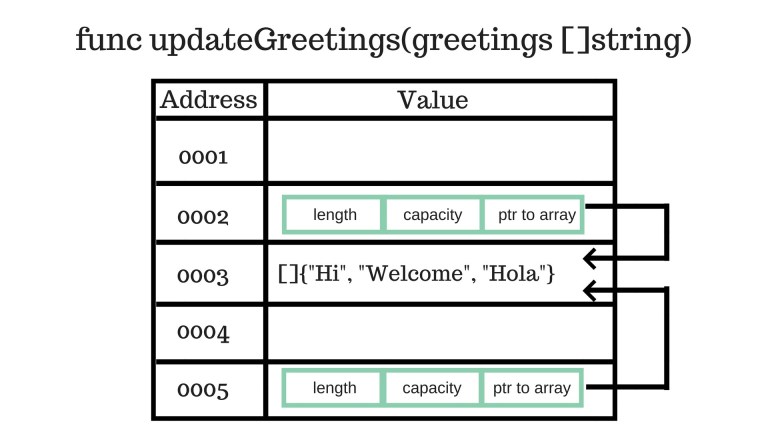 func updateGreetings(greetings []string)
Address Value
0001
0002 length capacity ptr to array
0003 []{"Hi", "Welcome", "Hola"}
0004
0005 length capacity ptr to array